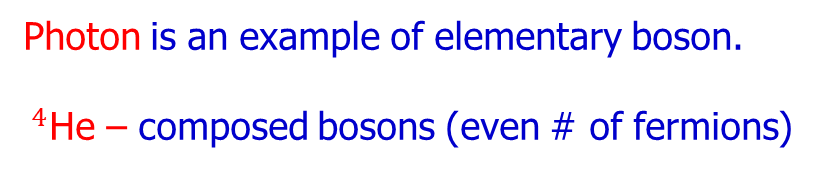 Photon is an example of elementary boson.
⁴He – composed bosons (even # of fermions)